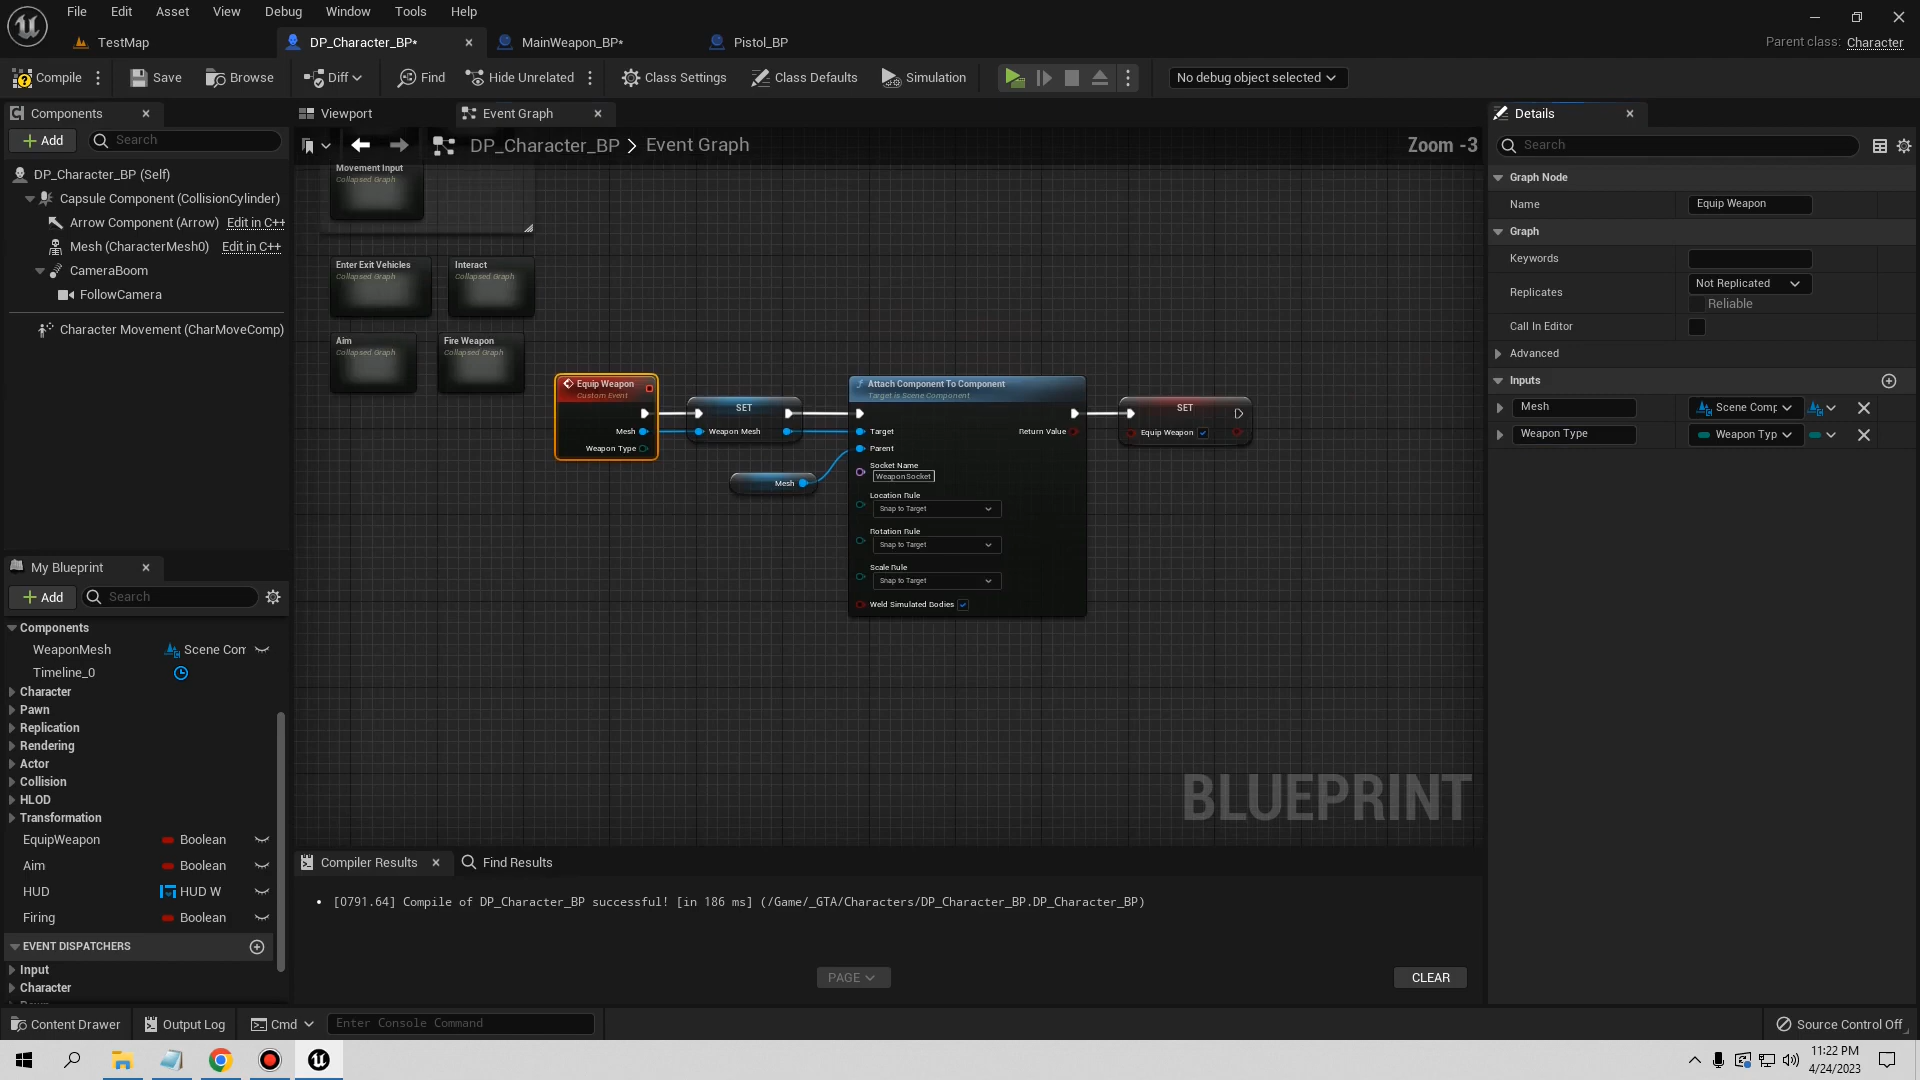 File Edit Asset View Debug Window Tools Help
TestMap DP_Character_BP* MainWeapon_BP* Pistol_BP
Parent class: Character
Compile Save Browse Diff Find Hide Unrelated Class Settings Class Defaults Simulation No debug object selected
Components
Add Search
DP_Character_BP (Self)
Capsule Component (CollisionCylinder)
Arrow Component (Arrow) Edit in C++
Mesh (CharacterMesh0) Edit in C++
CameraBoom
FollowCamera
Character Movement (CharMoveComp)
My Blueprint
Add Search
Components
WeaponMesh Scene Com
Timeline_0
Character
Pawn
Replication
Rendering
Actor
Collision
HLOD
Transformation
EquipWeapon Boolean
Aim Boolean
HUD HUD W
Firing Boolean
EVENT DISPATCHERS
Input
Character
Viewport Event Graph
DP_Character_BP > Event Graph Zoom -3
Movement Input
Collapsed Graph
Enter Exit Vehicles
Collapsed Graph
Interact
Collapsed Graph
Aim
Collapsed Graph
Fire Weapon
Collapsed Graph
Equip Weapon
Custom Event
Mesh
Weapon Type
SET
Weapon Mesh
Mesh
Attach Component To Component
Target is Scene Component
Target Return Value
Parent
Socket Name
WeaponSocket
Location Rule
Snap to Target
Rotation Rule
Snap to Target
Scale Rule
Snap to Target
Weld Simulated Bodies
SET
Equip Weapon
BLUEPRINT
Compiler Results Find Results
[0791.64] Compile of DP_Character_BP successful! [in 186 ms] (/Game/_GTA/Characters/DP_Character_BP.DP_Character_BP)
PAGE CLEAR
Details
Search
Graph Node
Name Equip Weapon
Graph
Keywords
Replicates Not Replicated
Reliable
Call In Editor
Advanced
Inputs
Mesh Scene Comp
Weapon Type Weapon Typ
Content Drawer Output Log Cmd Enter Console Command Source Control Off
11:22 PM
4/24/2023